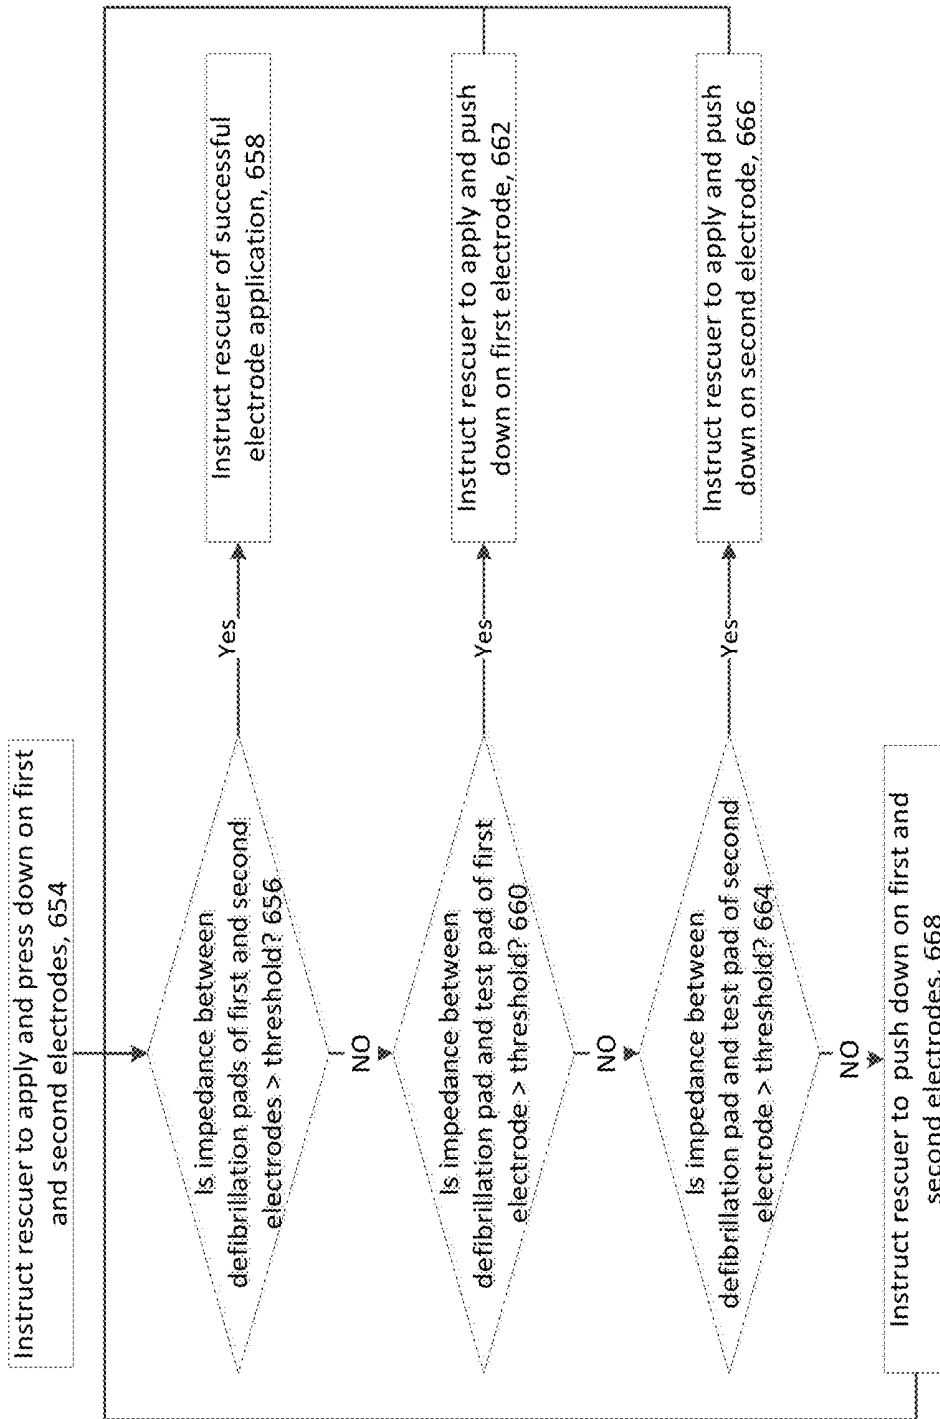 Instruct rescuer to apply and press down on first
and second electrodes, 654
Is impedance between
defibrillation pads of first and second
electrodes > threshold? 656
Yes
Instruct rescuer of successful
electrode application, 658
NO
Is impedance between
defibrillation pad and test pad of first
electrode > threshold? 660
Yes
Instruct rescuer to apply and push
down on first electrode, 662
NO
Is impedance between
defibrillation pad and test pad of second
electrode > threshold? 664
Yes
Instruct rescuer to apply and push
down on second electrode, 666
NO
Instruct rescuer to push down on first and
second electrodes, 668